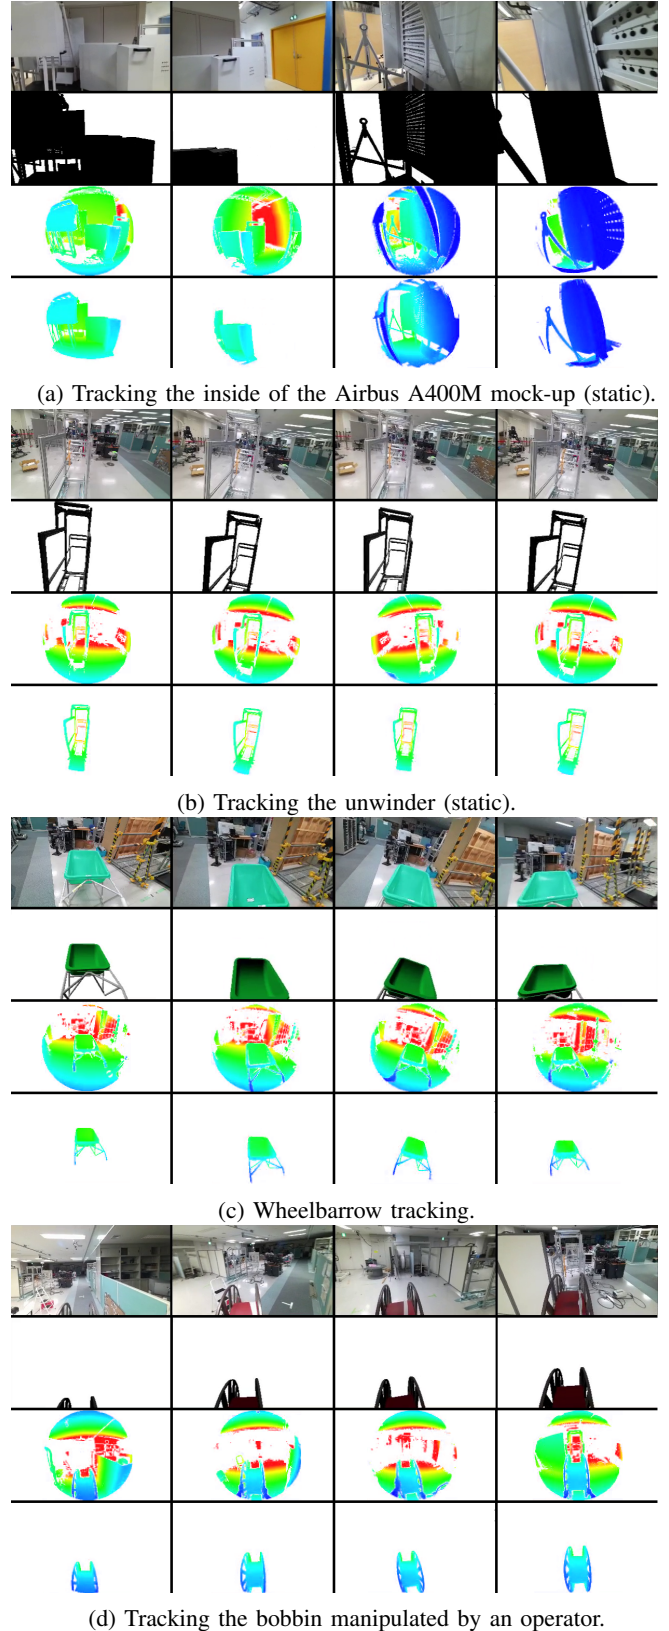 (a) Tracking the inside of the Airbus A400M mock-up (static).
(b) Tracking the unwinder (static).
(c) Wheelbarrow tracking.
(d) Tracking the bobbin manipulated by an operator.